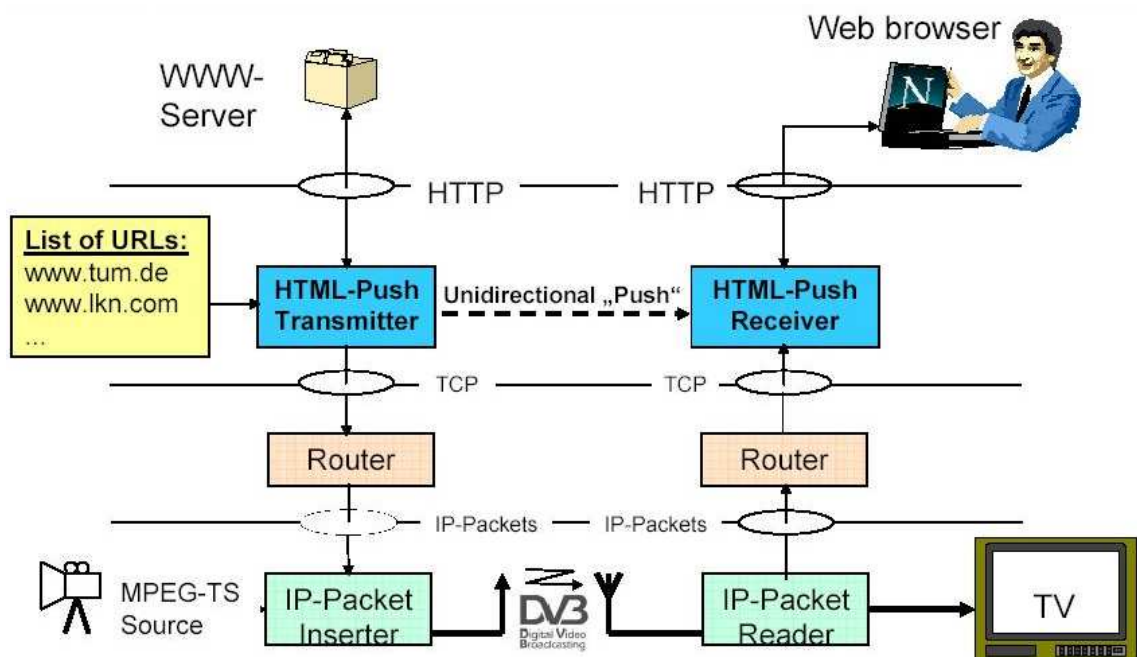 Web browser
WWW-
Server
N
HTTP
HTTP
List of URLs:
www.tum.de
www.lkn.com
...
HTML-Push
Transmitter
Unidirectional „Push“
HTML-Push
Receiver
TCP
TCP
Router
Router
IP-Packets
IP-Packets
MPEG-TS
Source
IP-Packet
Inserter
DVB
Digital Video
Broadcasting
IP-Packet
Reader
TV